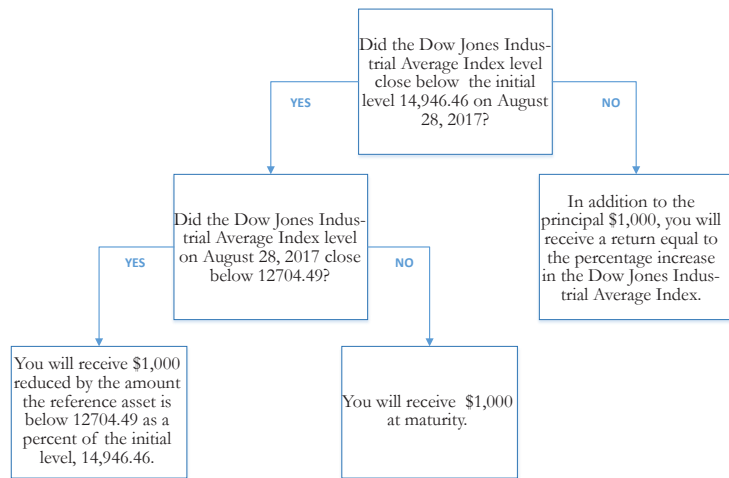 Did the Dow Jones Indus-
trial Average Index level
close below the initial
level 14,946.46 on August
28, 2017?
YES
NO
Did the Dow Jones Indus-
trial Average Index level
on August 28, 2017 close
below 12704.49?
In addition to the
principal $1,000, you will
receive a return equal to
the percentage increase
in the Dow Jones Indus-
trial Average Index.
YES
NO
You will receive $1,000
reduced by the amount
the reference asset is
below 12704.49 as a
percent of the initial
level, 14,946.46.
You will receive $1,000
at maturity.